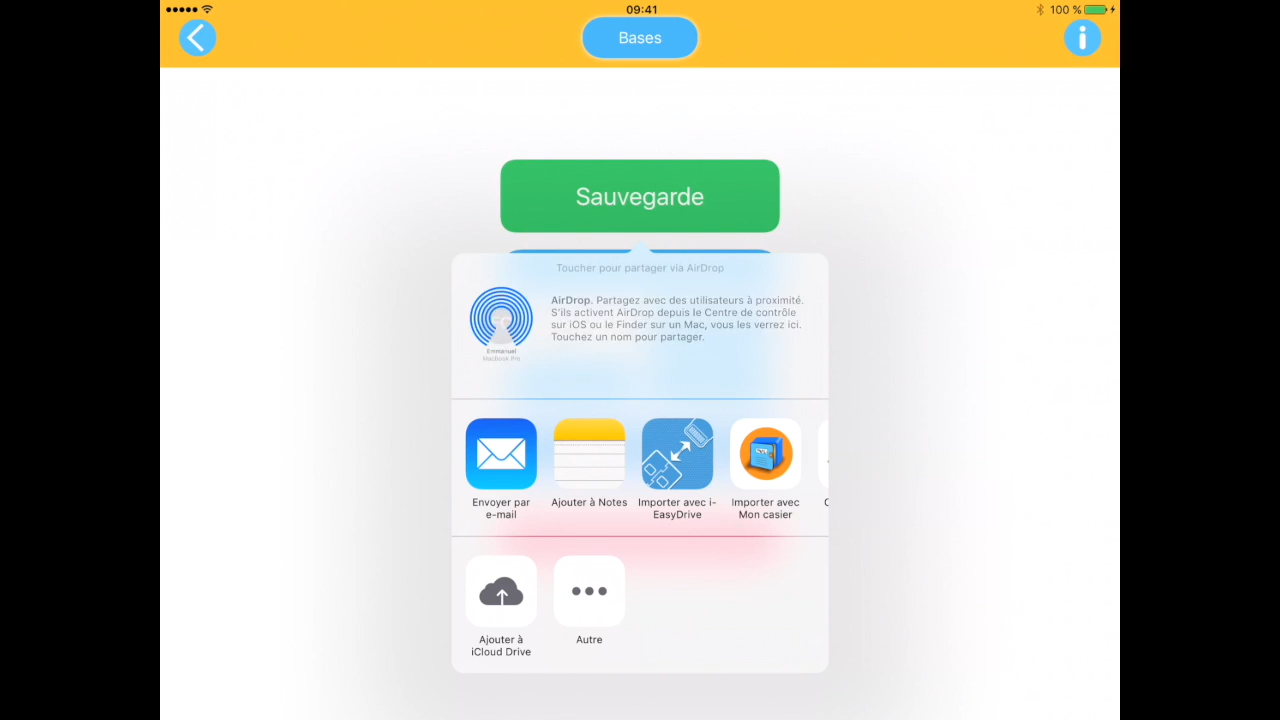 09:41
100 %
Bases
Sauvegarde
Toucher pour partager via AirDrop
AirDrop. Partagez avec des utilisateurs à proximité.
S'ils activent AirDrop depuis le Centre de contrôle
sur iOS ou le Finder sur un Mac, vous les verrez ici.
Touchez un nom pour partager.
Emmanuel
MacBook Pro
Envoyer par
e-mail
Ajouter à Notes
Importer avec i-
EasyDrive
Importer avec
Mon casier
Ajouter à
iCloud Drive
Autre